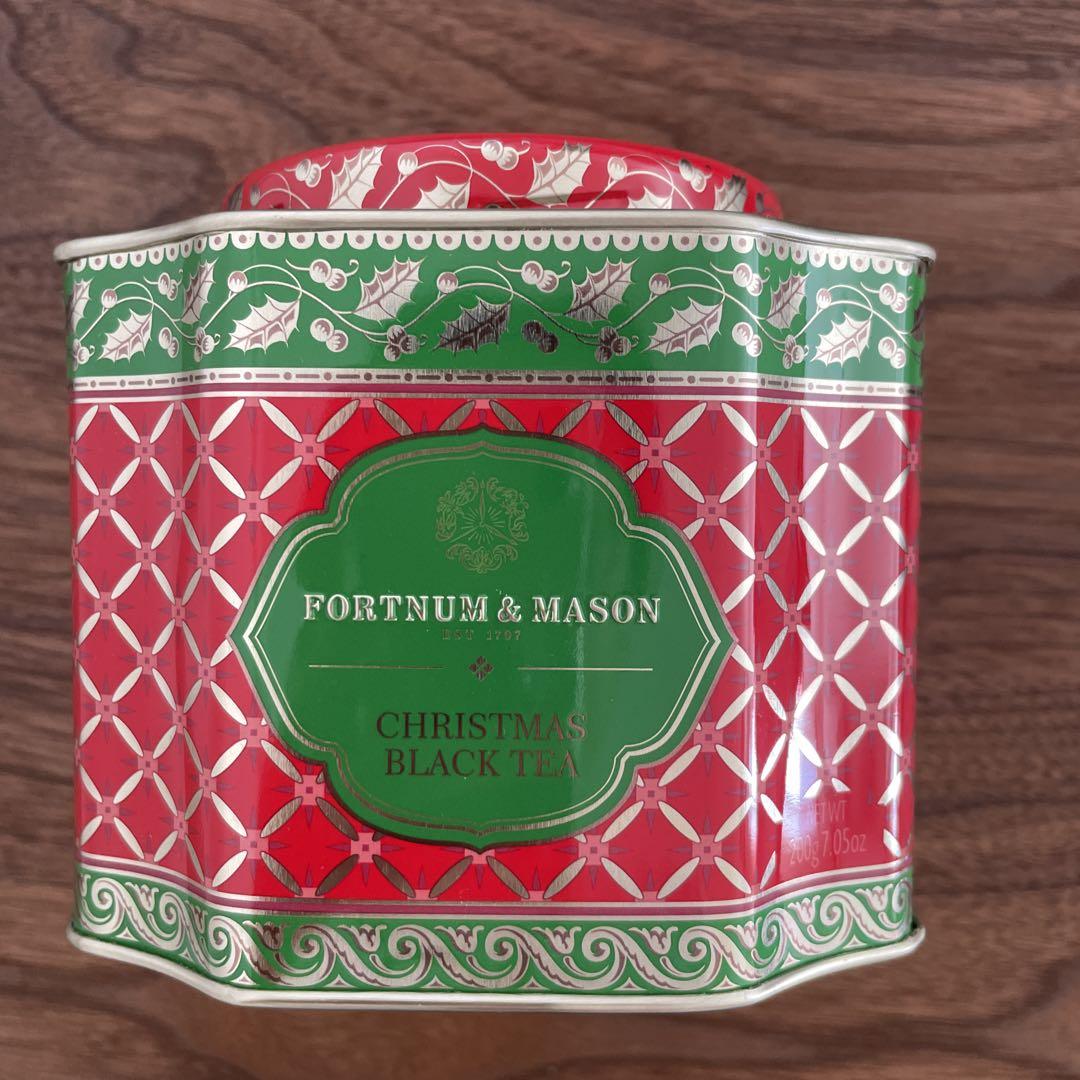 FORTNUM & MASON
EST 1707
CHRISTMAS
BLACK TEA
NET WT
200g 7.05oz